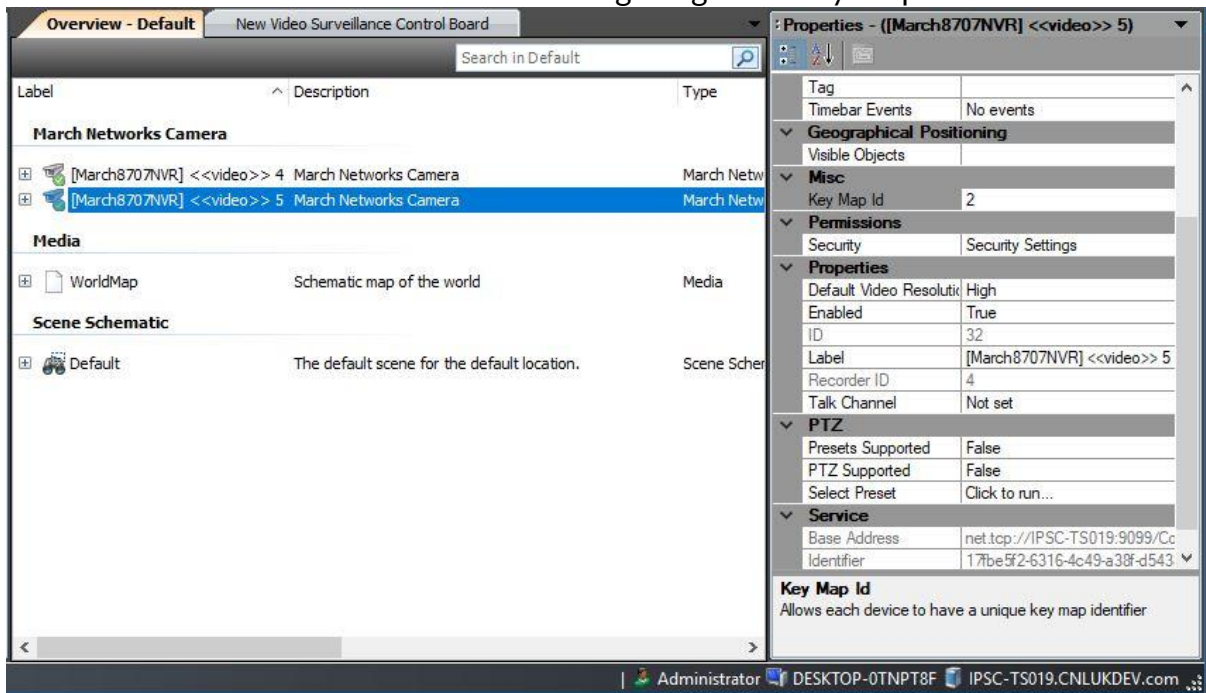 Overview - Default
New Video Surveillance Control Board
Search in Default
Label Description Type
March Networks Camera
[March8707NVR] <<video>> 4 March Networks Camera March Netw
[March8707NVR] <<video>> 5 March Networks Camera March Netw
Media
WorldMap Schematic map of the world Media
Scene Schematic
Default The default scene for the default location. Scene Scher
Properties - ([March8707NVR] <<video>> 5)
Tag
Timebar Events No events
Geographical Positioning
Visible Objects
Misc
Key Map Id 2
Permissions
Security Security Settings
Properties
Default Video Resolutic High
Enabled True
ID 32
Label [March8707NVR] <<video>> 5
Recorder ID 4
Talk Channel Not set
PTZ
Presets Supported False
PTZ Supported False
Select Preset Click to run...
Service
Base Address net.tcp://IPSC-TS019:9099/Cc
Identifier 17fbe5f2-6316-4c49-a38f-d543
Key Map Id
Allows each device to have a unique key map identifier
| Administrator DESKTOP-0TNPT8F IPSC-TS019.CNLUKDEV.com